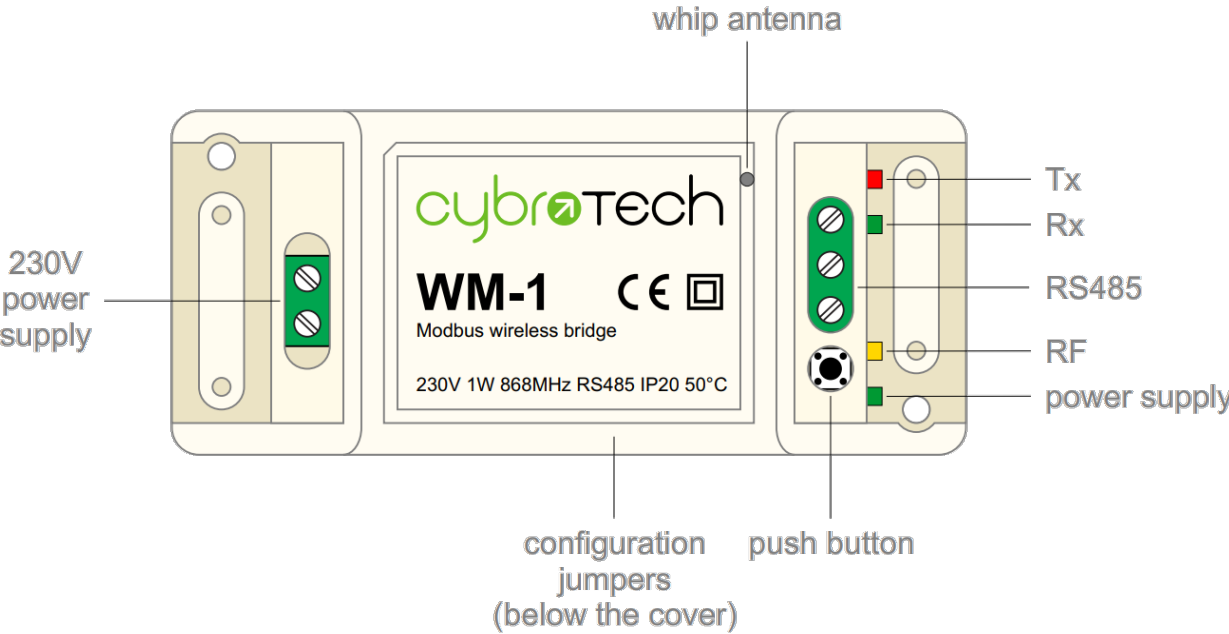 whip antenna
cybroTech
WM-1
CE
Modbus wireless bridge
230V 1W 868MHz RS485 IP20 50°C
230V
power
supply
Tx
Rx
RS485
RF
power supply
configuration
jumpers
(below the cover)
push button